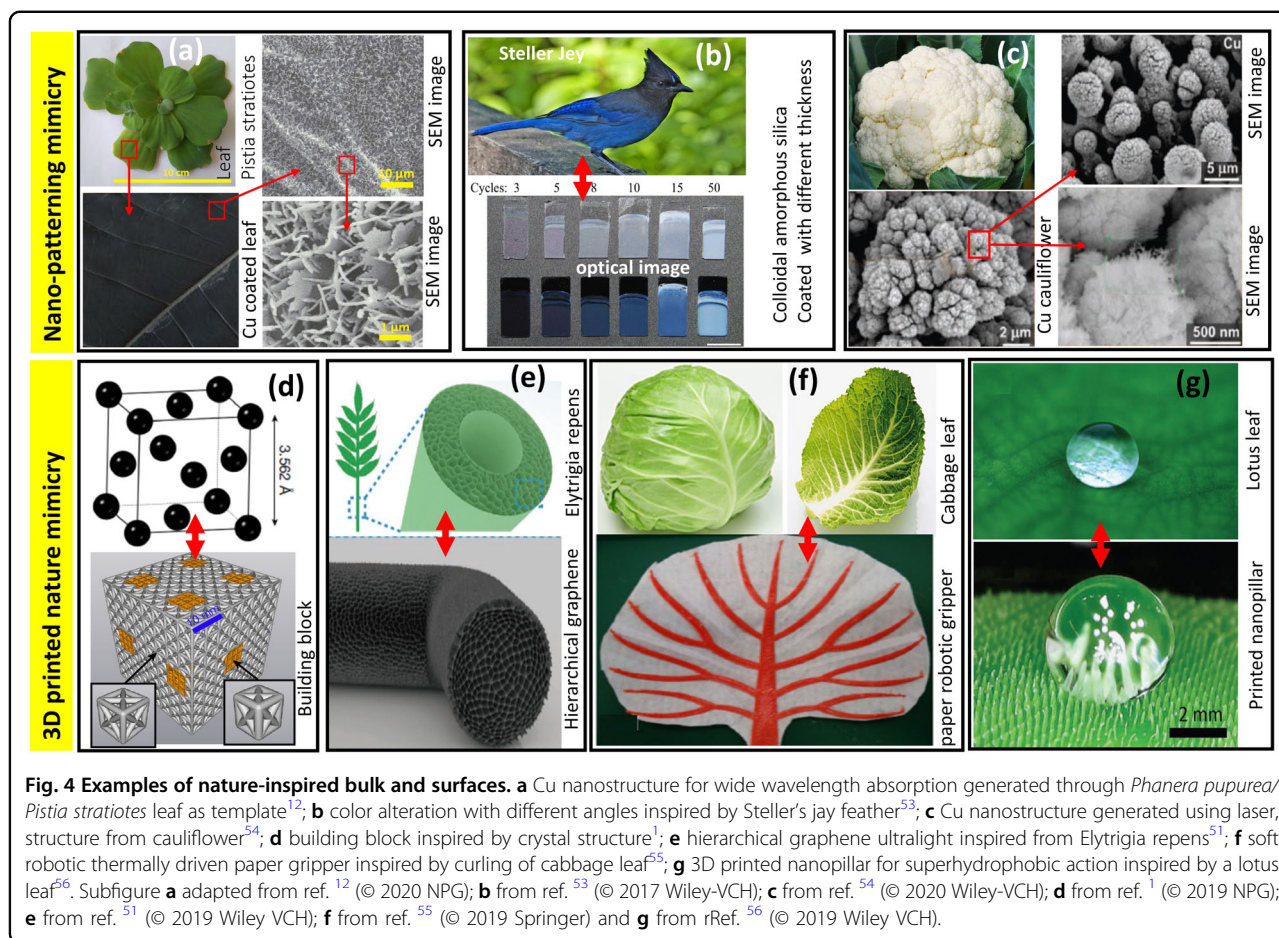 Nano-patterning mimicry
(a)
Pistia stratiotes
Leaf
10 cm
SEM image
10 µm
Cu coated leaf
SEM image
1 µm
Steller Jey
(b)
Cycles: 3 5 8 10 15 50
optical image
Colloidal amorphous silica
Coated with different thickness
(c)
Cu
SEM image
5 µm
2 µm
Cu cauliflower
SEM image
500 nm
3D printed nature mimicry
(d)
3.562 Å
10 mm
Building block
(e)
Elytrigia repens
Hierarchical graphene
(f)
Cabbage leaf
paper robotic gripper
(g)
Lotus leaf
Printed nanopillar
2 mm
Fig. 4 Examples of nature-inspired bulk and surfaces. a Cu nanostructure for wide wavelength absorption generated through Phanera pupurea/
Pistia stratiotes leaf as template12; b color alteration with different angles inspired by Steller's jay feather53; c Cu nanostructure generated using laser,
structure from cauliflower54; d building block inspired by crystal structure1; e hierarchical graphene ultralight inspired from Elytrigia repens51; f soft
robotic thermally driven paper gripper inspired by curling of cabbage leaf55; g 3D printed nanopillar for superhydrophobic action inspired by a lotus
leaf56. Subfigure a adapted from ref. 12 (© 2020 NPG); b from ref. 53 (© 2017 Wiley-VCH); c from ref. 54 (© 2020 Wiley-VCH); d from ref. 1 (© 2019 NPG);
e from ref. 51 (© 2019 Wiley VCH); f from ref. 55 (© 2019 Springer) and g from rRef. 56 (© 2019 Wiley VCH).